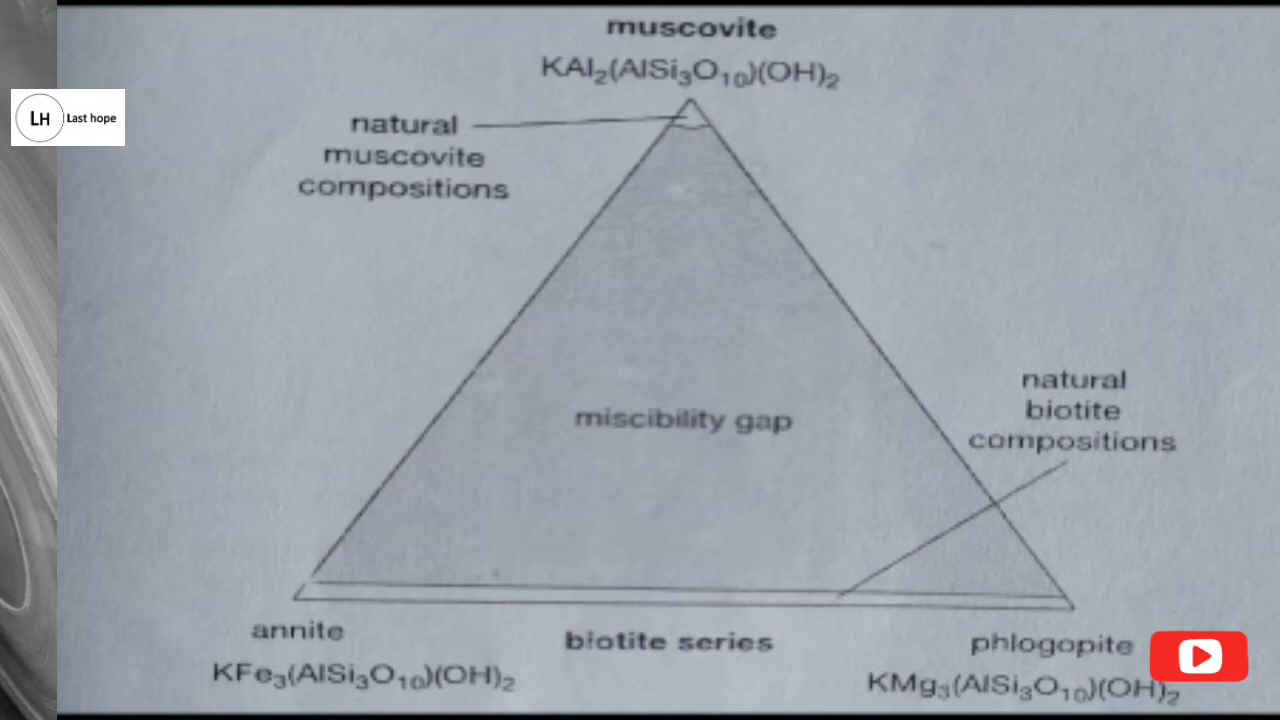 muscovite
KAl₂(AlSi₃O₁₀)(OH)₂
LH Last hope
natural
muscovite
compositions
natural
biotite
compositions
miscibility gap
annite
biotite series
phlogopite
KFe₃(AlSi₃O₁₀)(OH)₂
KMg₃(AlSi₃O₁₀)(OH)₂